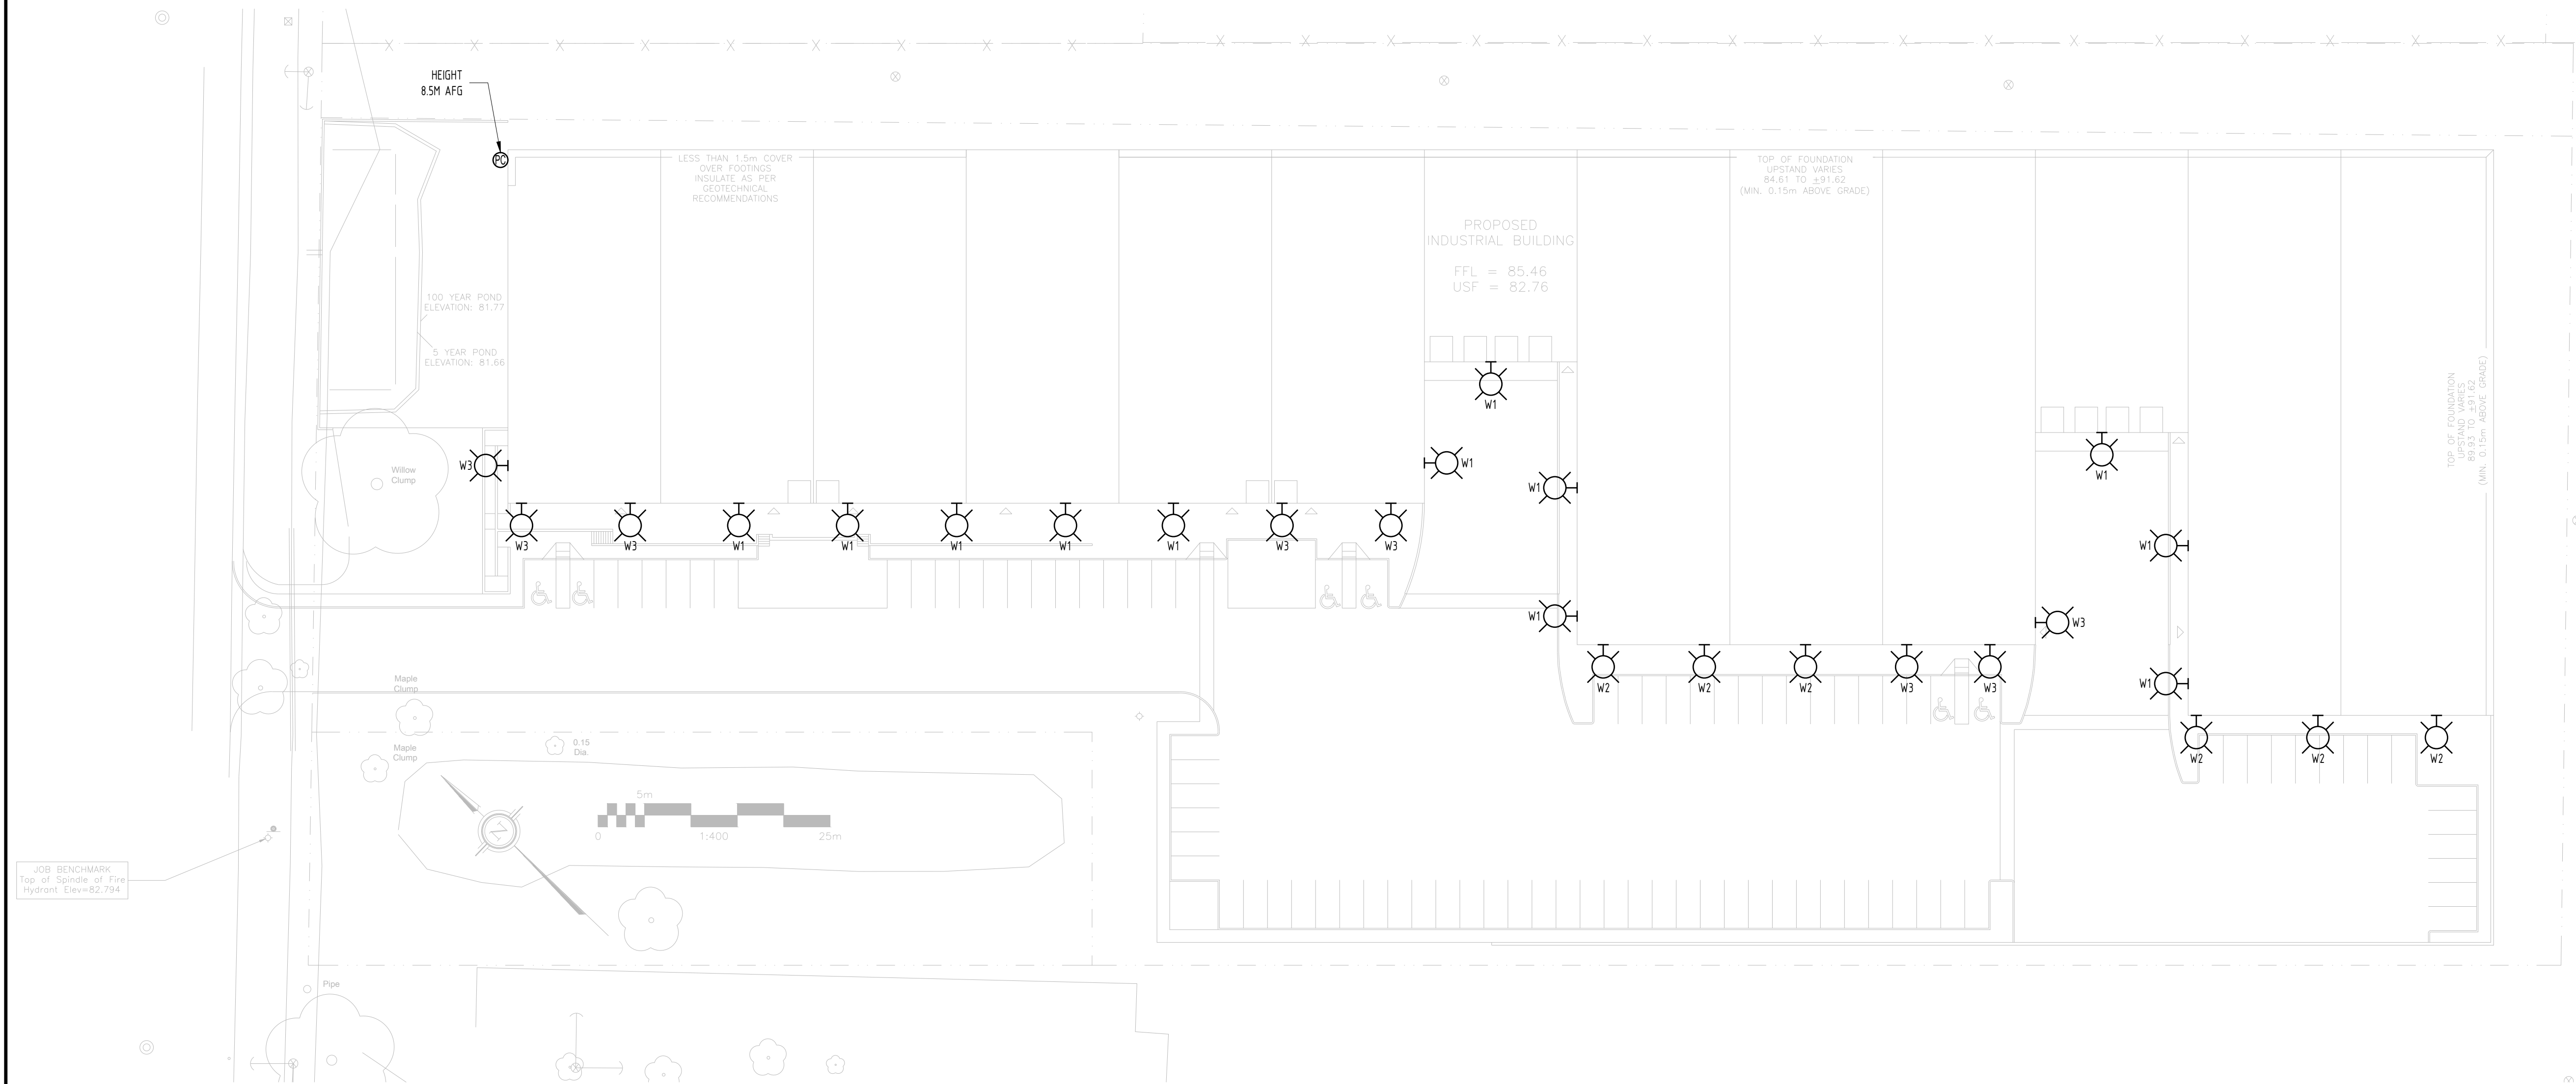 HEIGHT
8.5M AFG
PC
LESS THAN 1.5m COVER
OVER FOOTINGS
INSULATE AS PER
GEOTECHNICAL
RECOMMENDATIONS
TOP OF FOUNDATION
UPSTAND VARIES
84.61 TO ±91.62
(MIN. 0.15m ABOVE GRADE)
PROPOSED
INDUSTRIAL BUILDING
FFL = 85.46
USF = 82.76
100 YEAR POND
ELEVATION: 81.77
5 YEAR POND
ELEVATION: 81.66
TOP OF FOUNDATION
UPSTAND VARIES
89.93 TO ±91.62
(MIN. 0.15m ABOVE GRADE)
W1
W1
W1
W1
W1
W1
W3
W1
W1
W3
Willow
Clump
W3
W3
W1
W1
W1
W1
W1
W3
W3
W2
W2
W2
W3
W3
W2
W2
W2
Maple
Clump
Maple
Clump
0.15
Dia.
N
5m
0
1:400
25m
JOB BENCHMARK
Top of Spindle of Fire
Hydrant Elev=82.794
Pipe